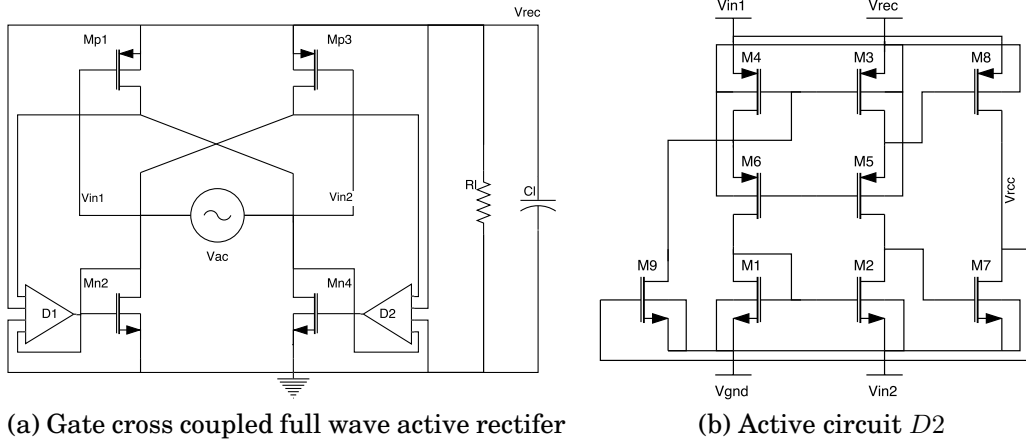 Vrec
Mp1
Mp3
Vin1
Vin2
Vac
Rl
Cl
Mn2
Mn4
D1
D2
(a) Gate cross coupled full wave active rectifer
Vin1
Vrec
M4
M3
M8
M6
M5
Vrcc
M9
M1
M2
M7
Vgnd
Vin2
(b) Active circuit D2